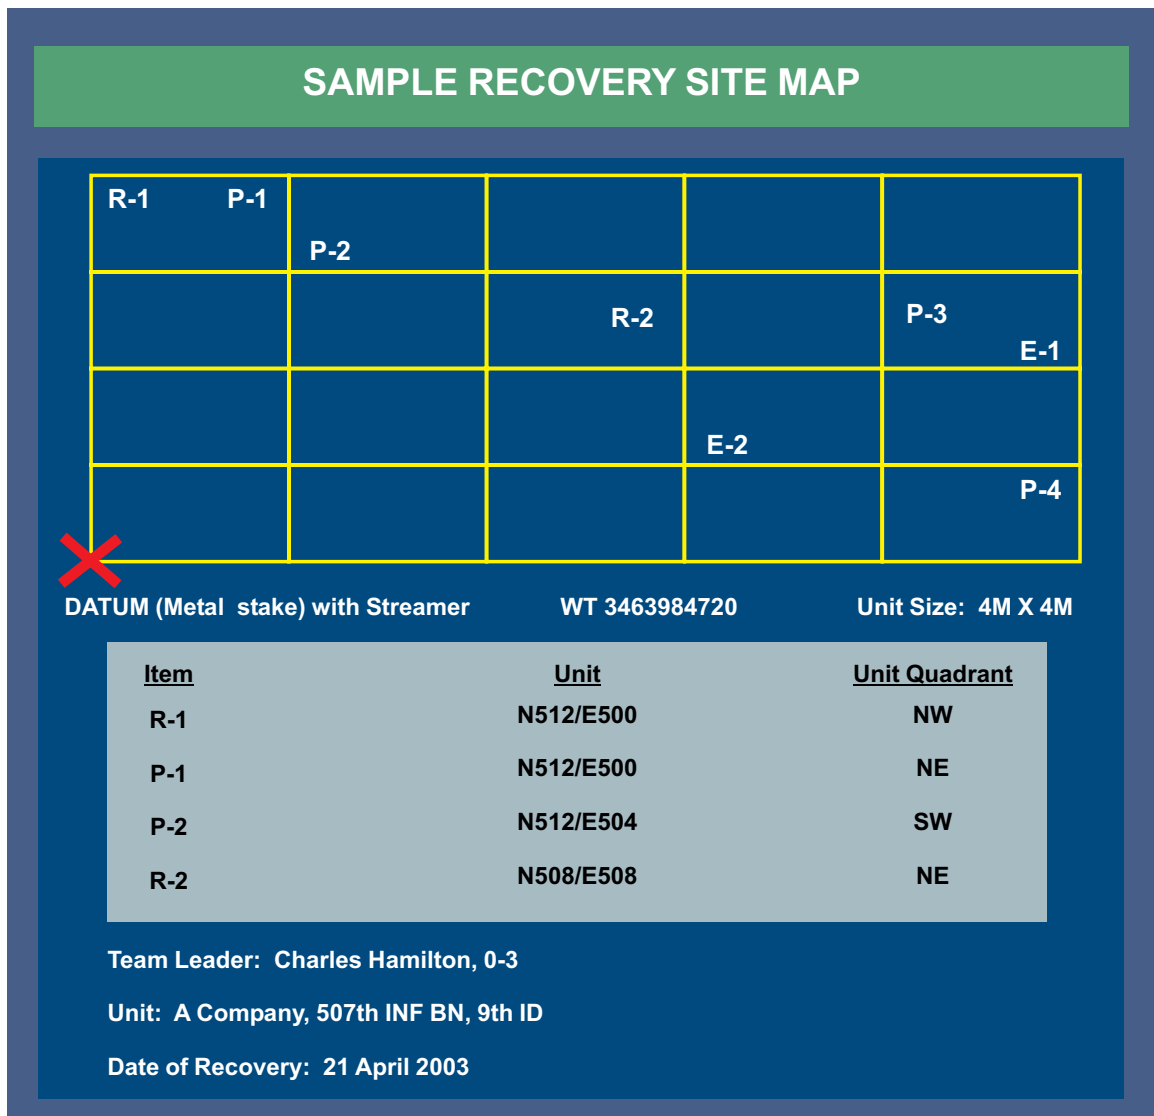 SAMPLE RECOVERY SITE MAP
R-1 P-1
P-2
R-2 P-3
E-1
E-2
P-4
DATUM (Metal stake) with Streamer WT 3463984720 Unit Size: 4M X 4M
Item Unit Unit Quadrant
R-1 N512/E500 NW
P-1 N512/E500 NE
P-2 N512/E504 SW
R-2 N508/E508 NE
Team Leader: Charles Hamilton, 0-3
Unit: A Company, 507th INF BN, 9th ID
Date of Recovery: 21 April 2003